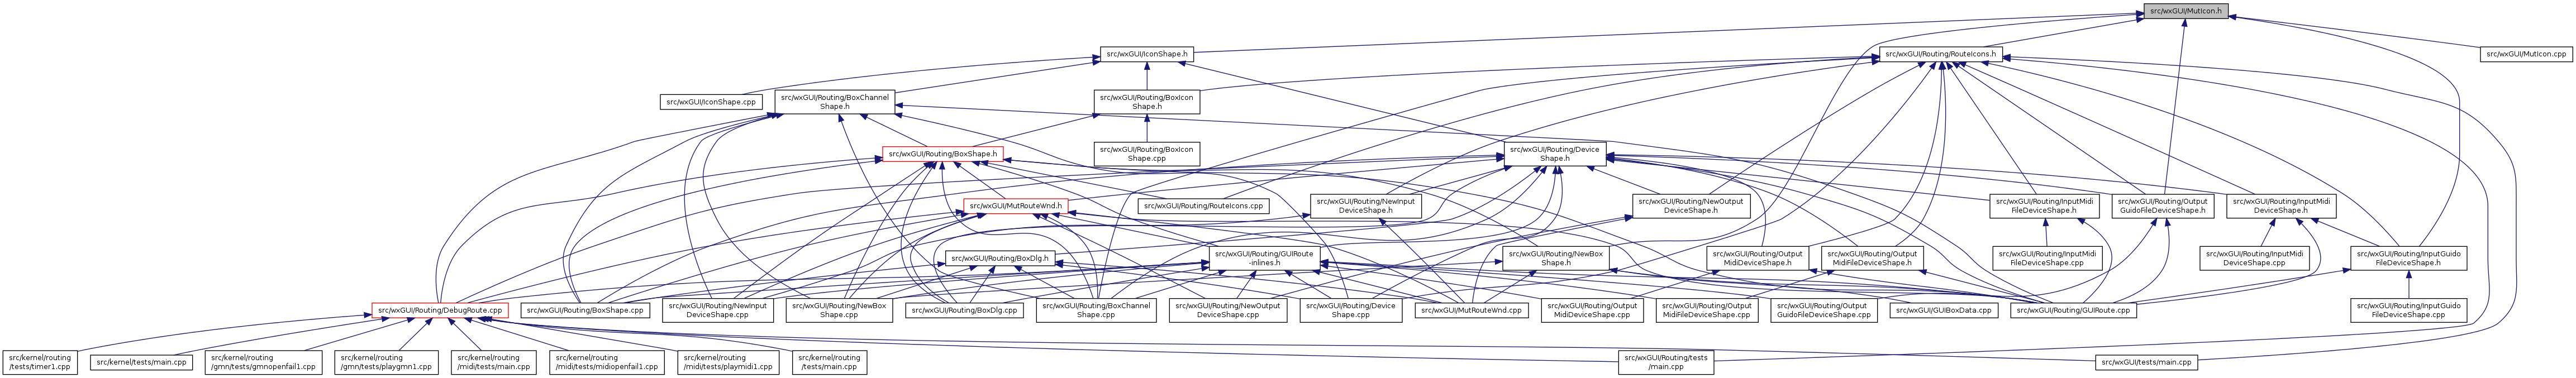 src/wxGUI/MutIcon.h
src/wxGUI/IconShape.h
src/wxGUI/Routing/RouteIcons.h
src/wxGUI/MutIcon.cpp
src/wxGUI/IconShape.cpp
src/wxGUI/Routing/BoxChannel
Shape.h
src/wxGUI/Routing/BoxIcon
Shape.h
src/wxGUI/Routing/BoxShape.h
src/wxGUI/Routing/BoxIcon
Shape.cpp
src/wxGUI/Routing/Device
Shape.h
src/wxGUI/MutRouteWnd.h
src/wxGUI/Routing/RouteIcons.cpp
src/wxGUI/Routing/NewInput
DeviceShape.h
src/wxGUI/Routing/NewOutput
DeviceShape.h
src/wxGUI/Routing/InputMidi
FileDeviceShape.h
src/wxGUI/Routing/Output
GuidoFileDeviceShape.h
src/wxGUI/Routing/InputMidi
DeviceShape.h
src/wxGUI/Routing/BoxDlg.h
src/wxGUI/Routing/GUIRoute
-inlines.h
src/wxGUI/Routing/NewBox
Shape.h
src/wxGUI/Routing/Output
MidiDeviceShape.h
src/wxGUI/Routing/Output
MidiFileDeviceShape.h
src/wxGUI/Routing/InputMidi
FileDeviceShape.cpp
src/wxGUI/Routing/InputMidi
DeviceShape.cpp
src/wxGUI/Routing/InputGuido
FileDeviceShape.h
src/wxGUI/Routing/DebugRoute.cpp
src/wxGUI/Routing/BoxShape.cpp
src/wxGUI/Routing/NewInput
DeviceShape.cpp
src/wxGUI/Routing/NewBox
Shape.cpp
src/wxGUI/Routing/BoxDlg.cpp
src/wxGUI/Routing/BoxChannel
Shape.cpp
src/wxGUI/Routing/NewOutput
DeviceShape.cpp
src/wxGUI/Routing/Device
Shape.cpp
src/wxGUI/MutRouteWnd.cpp
src/wxGUI/Routing/Output
MidiDeviceShape.cpp
src/wxGUI/Routing/Output
MidiFileDeviceShape.cpp
src/wxGUI/Routing/Output
GuidoFileDeviceShape.cpp
src/wxGUI/GUIBoxData.cpp
src/wxGUI/Routing/GUIRoute.cpp
src/wxGUI/Routing/InputGuido
FileDeviceShape.cpp
src/kernel/routing
/tests/timer1.cpp
src/kernel/tests/main.cpp
src/kernel/routing
/gmn/tests/gmnopenfail1.cpp
src/kernel/routing
/gmn/tests/playgmn1.cpp
src/kernel/routing
/midi/tests/main.cpp
src/kernel/routing
/midi/tests/midiopenfail1.cpp
src/kernel/routing
/midi/tests/playmidi1.cpp
src/kernel/routing
/tests/main.cpp
src/wxGUI/Routing/tests
/main.cpp
src/wxGUI/tests/main.cpp